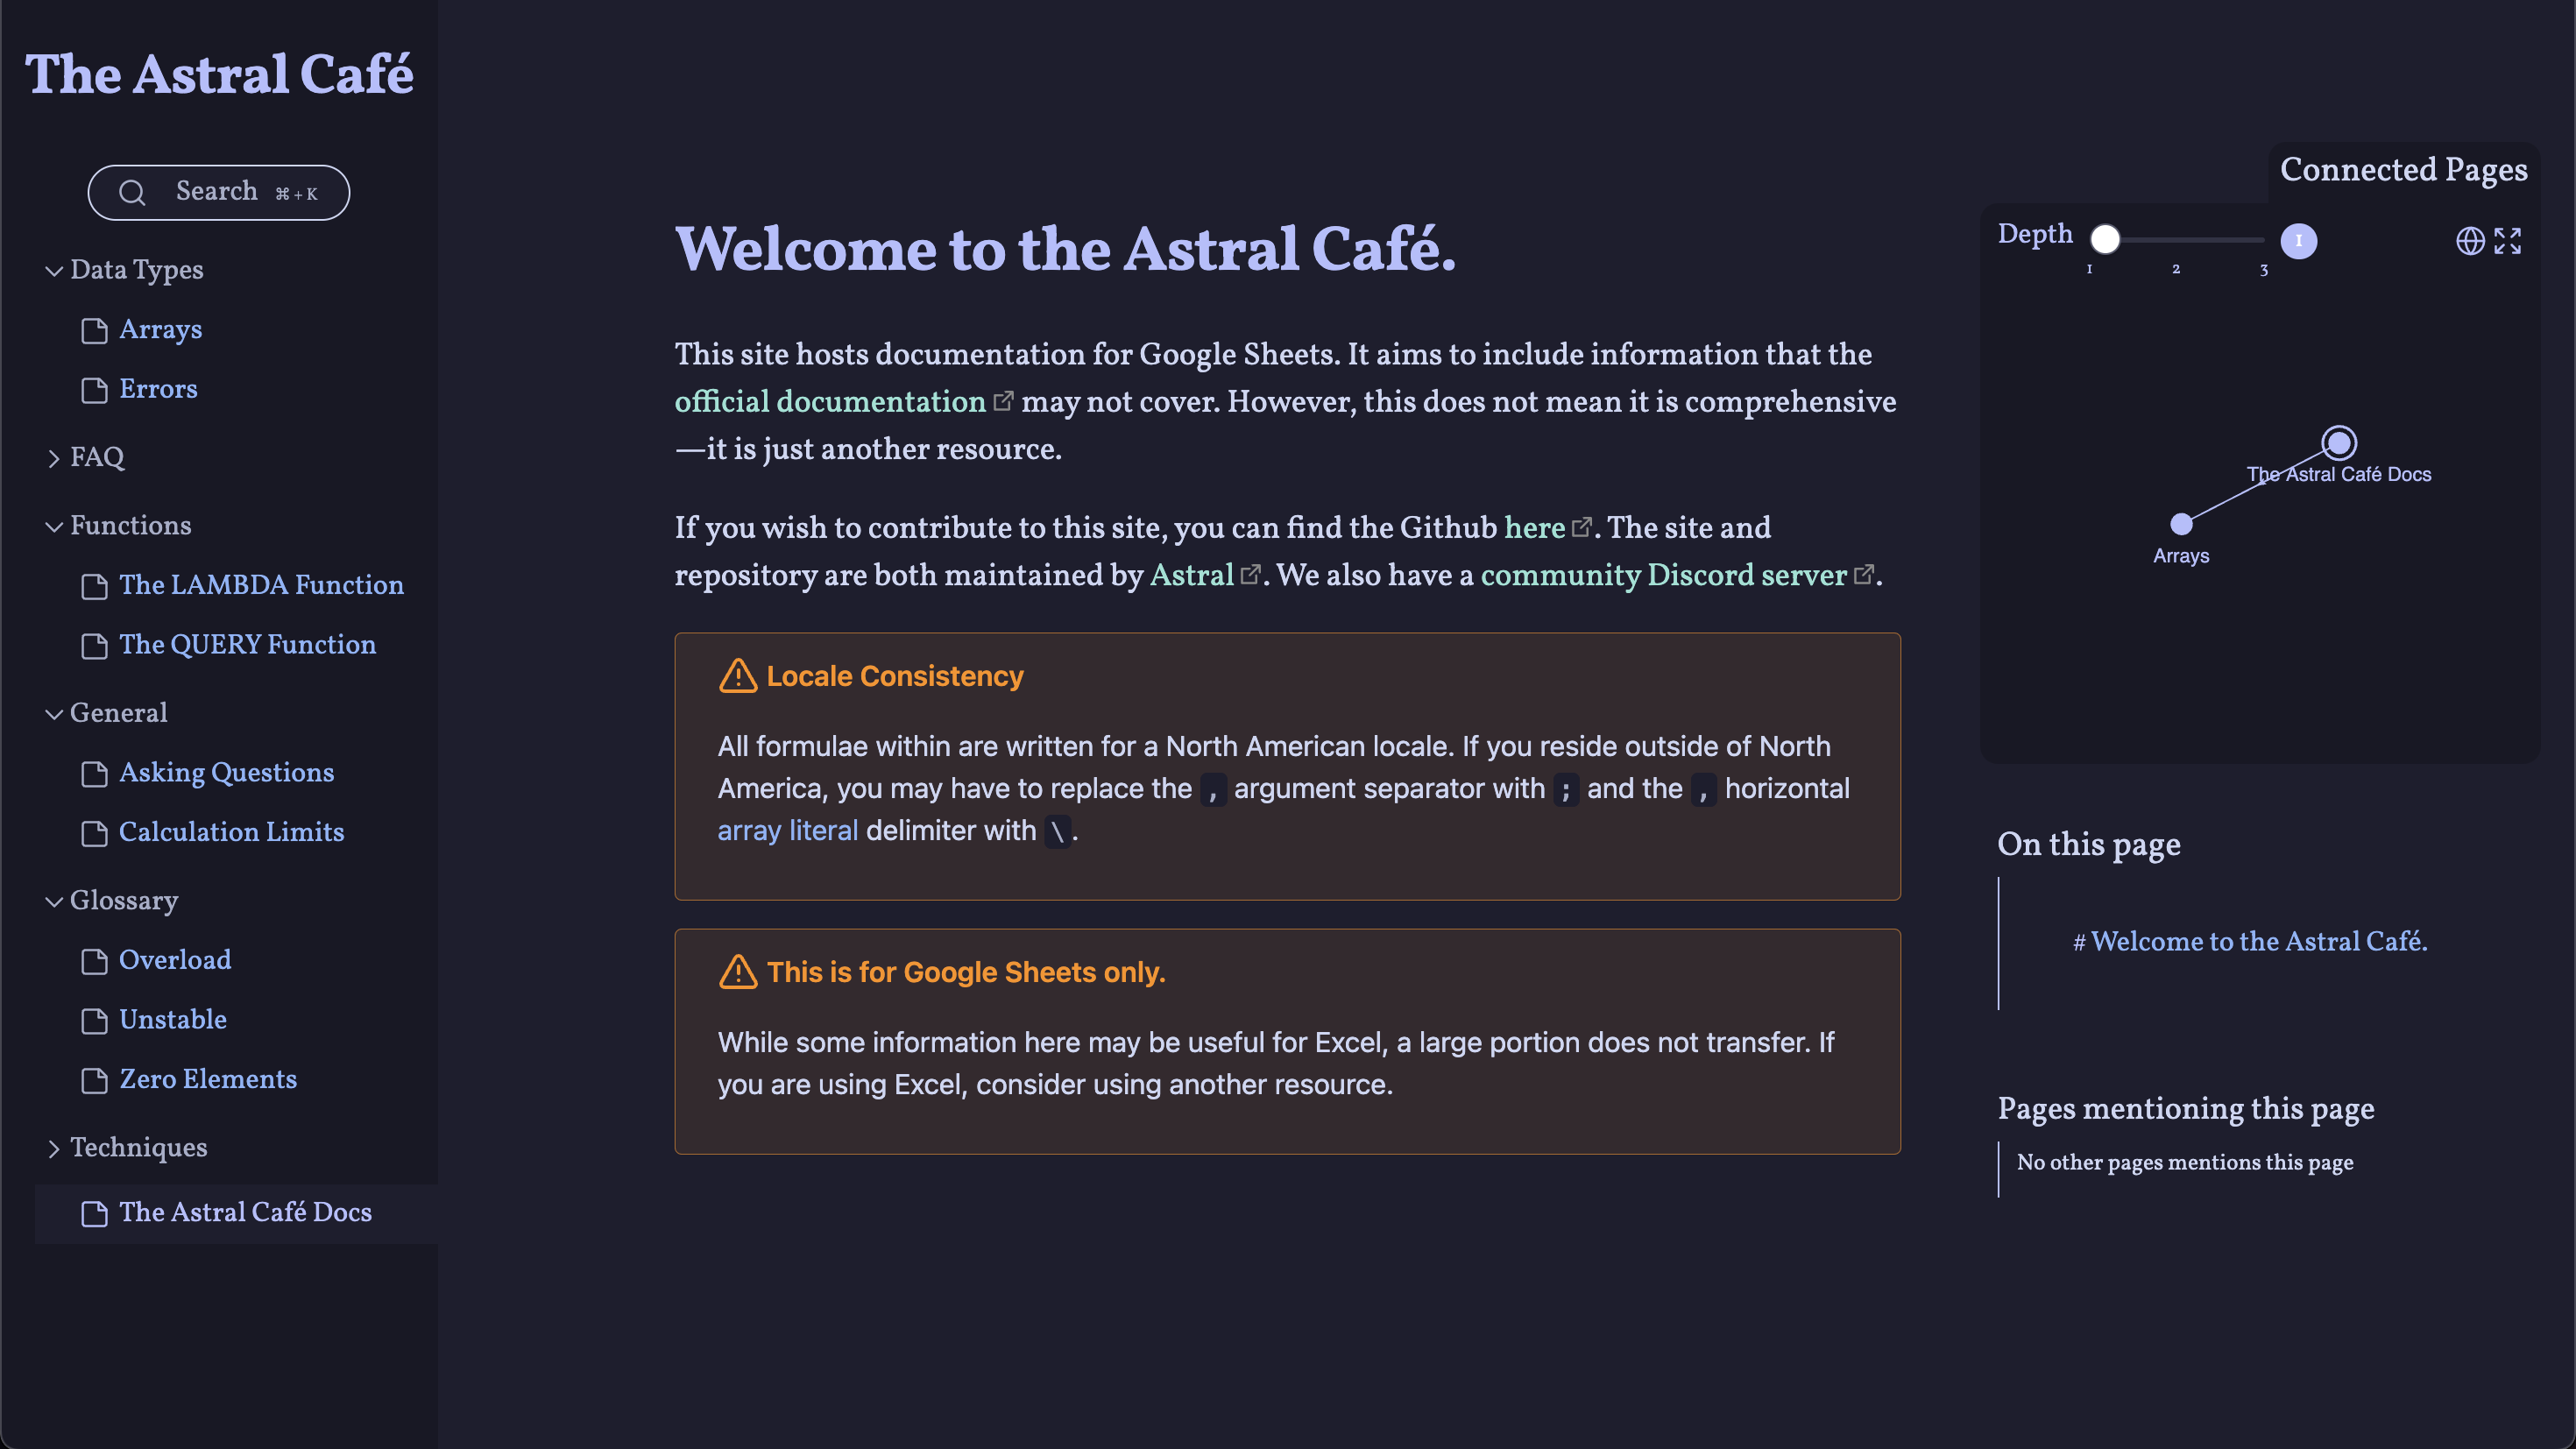 The Astral Café
Search ⌘ + K
Data Types
Arrays
Errors
FAQ
Functions
The LAMBDA Function
The QUERY Function
General
Asking Questions
Calculation Limits
Glossary
Overload
Unstable
Zero Elements
Techniques
The Astral Café Docs
Welcome to the Astral Café.
This site hosts documentation for Google Sheets. It aims to include information that the
official documentation may not cover. However, this does not mean it is comprehensive
—it is just another resource.
If you wish to contribute to this site, you can find the Github here. The site and
repository are both maintained by Astral. We also have a community Discord server.
Locale Consistency
All formulae within are written for a North American locale. If you reside outside of North
America, you may have to replace the , argument separator with ; and the , horizontal
array literal delimiter with \.
This is for Google Sheets only.
While some information here may be useful for Excel, a large portion does not transfer. If
you are using Excel, consider using another resource.
Connected Pages
Depth 1
1 2 3
The Astral Café Docs
Arrays
On this page
# Welcome to the Astral Café.
Pages mentioning this page
No other pages mentions this page